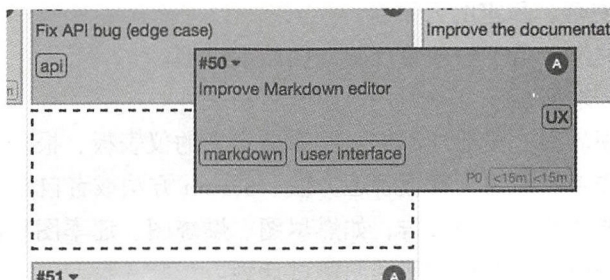 Fix API bug (edge case)
api
#50
A
Improve Markdown editor
UX
markdown
user interface
P0
<15m
<15m
Improve the documentat
#51
A